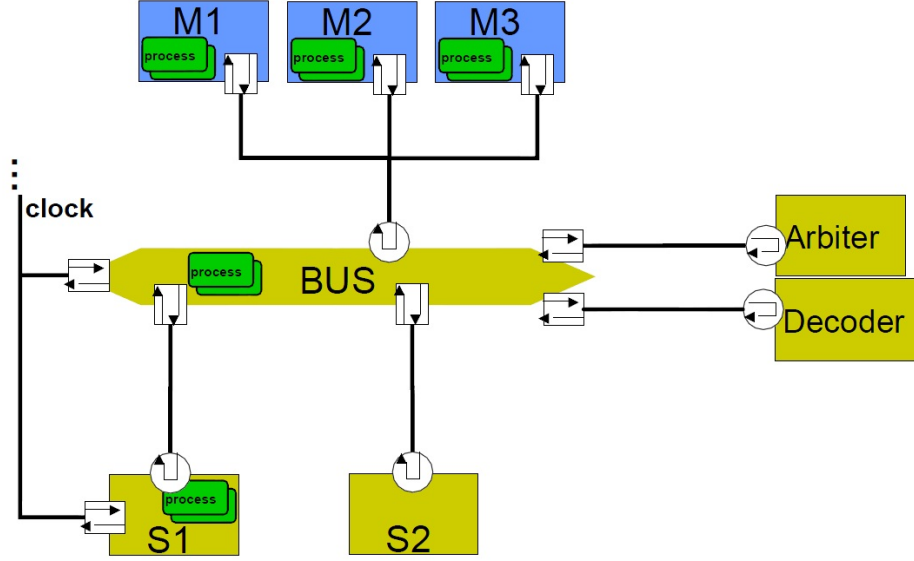 M1
M2
M3
process
process
process
⋮
clock
process
BUS
Arbiter
Decoder
process
S1
S2